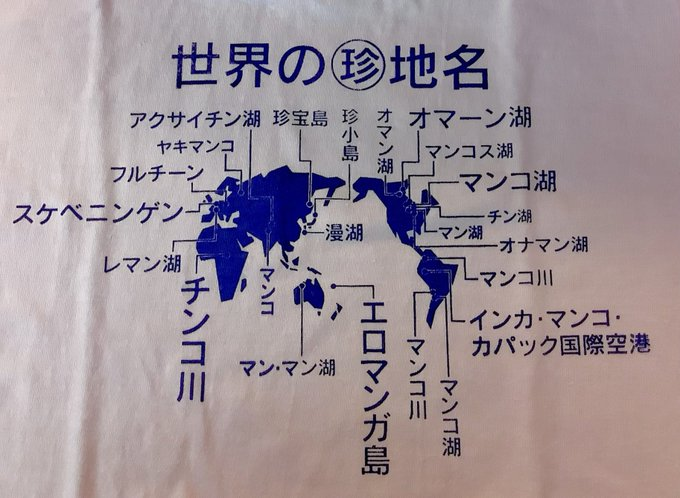 世界の㊙地名
アクサイチン湖
珍宝島
珍小島
オマン湖
オマーン湖
ヤキマンコ
マンコス湖
フルチーン
マンコ湖
スケベニンゲン
チン湖
マン湖
漫湖
オナマン湖
レマン湖
マンコ
マンコ川
チンコ川
インカ・マンコ・
カパック国際空港
マン・マン湖
エロマンガ島
マンコ川
マンコ湖